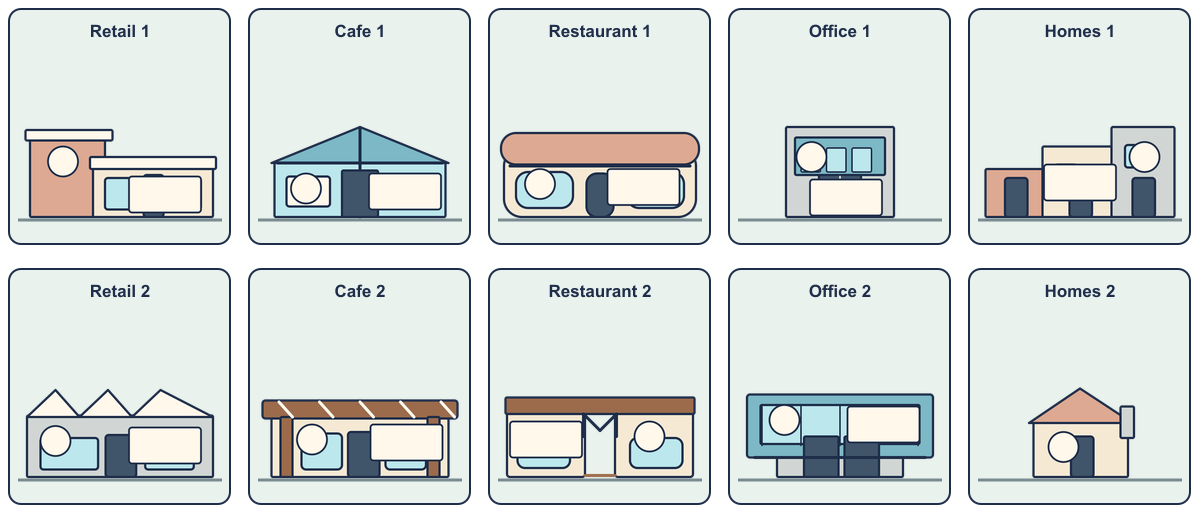 Retail 1
Cafe 1
Restaurant 1
Office 1
Homes 1
Retail 2
Cafe 2
Restaurant 2
Office 2
Homes 2